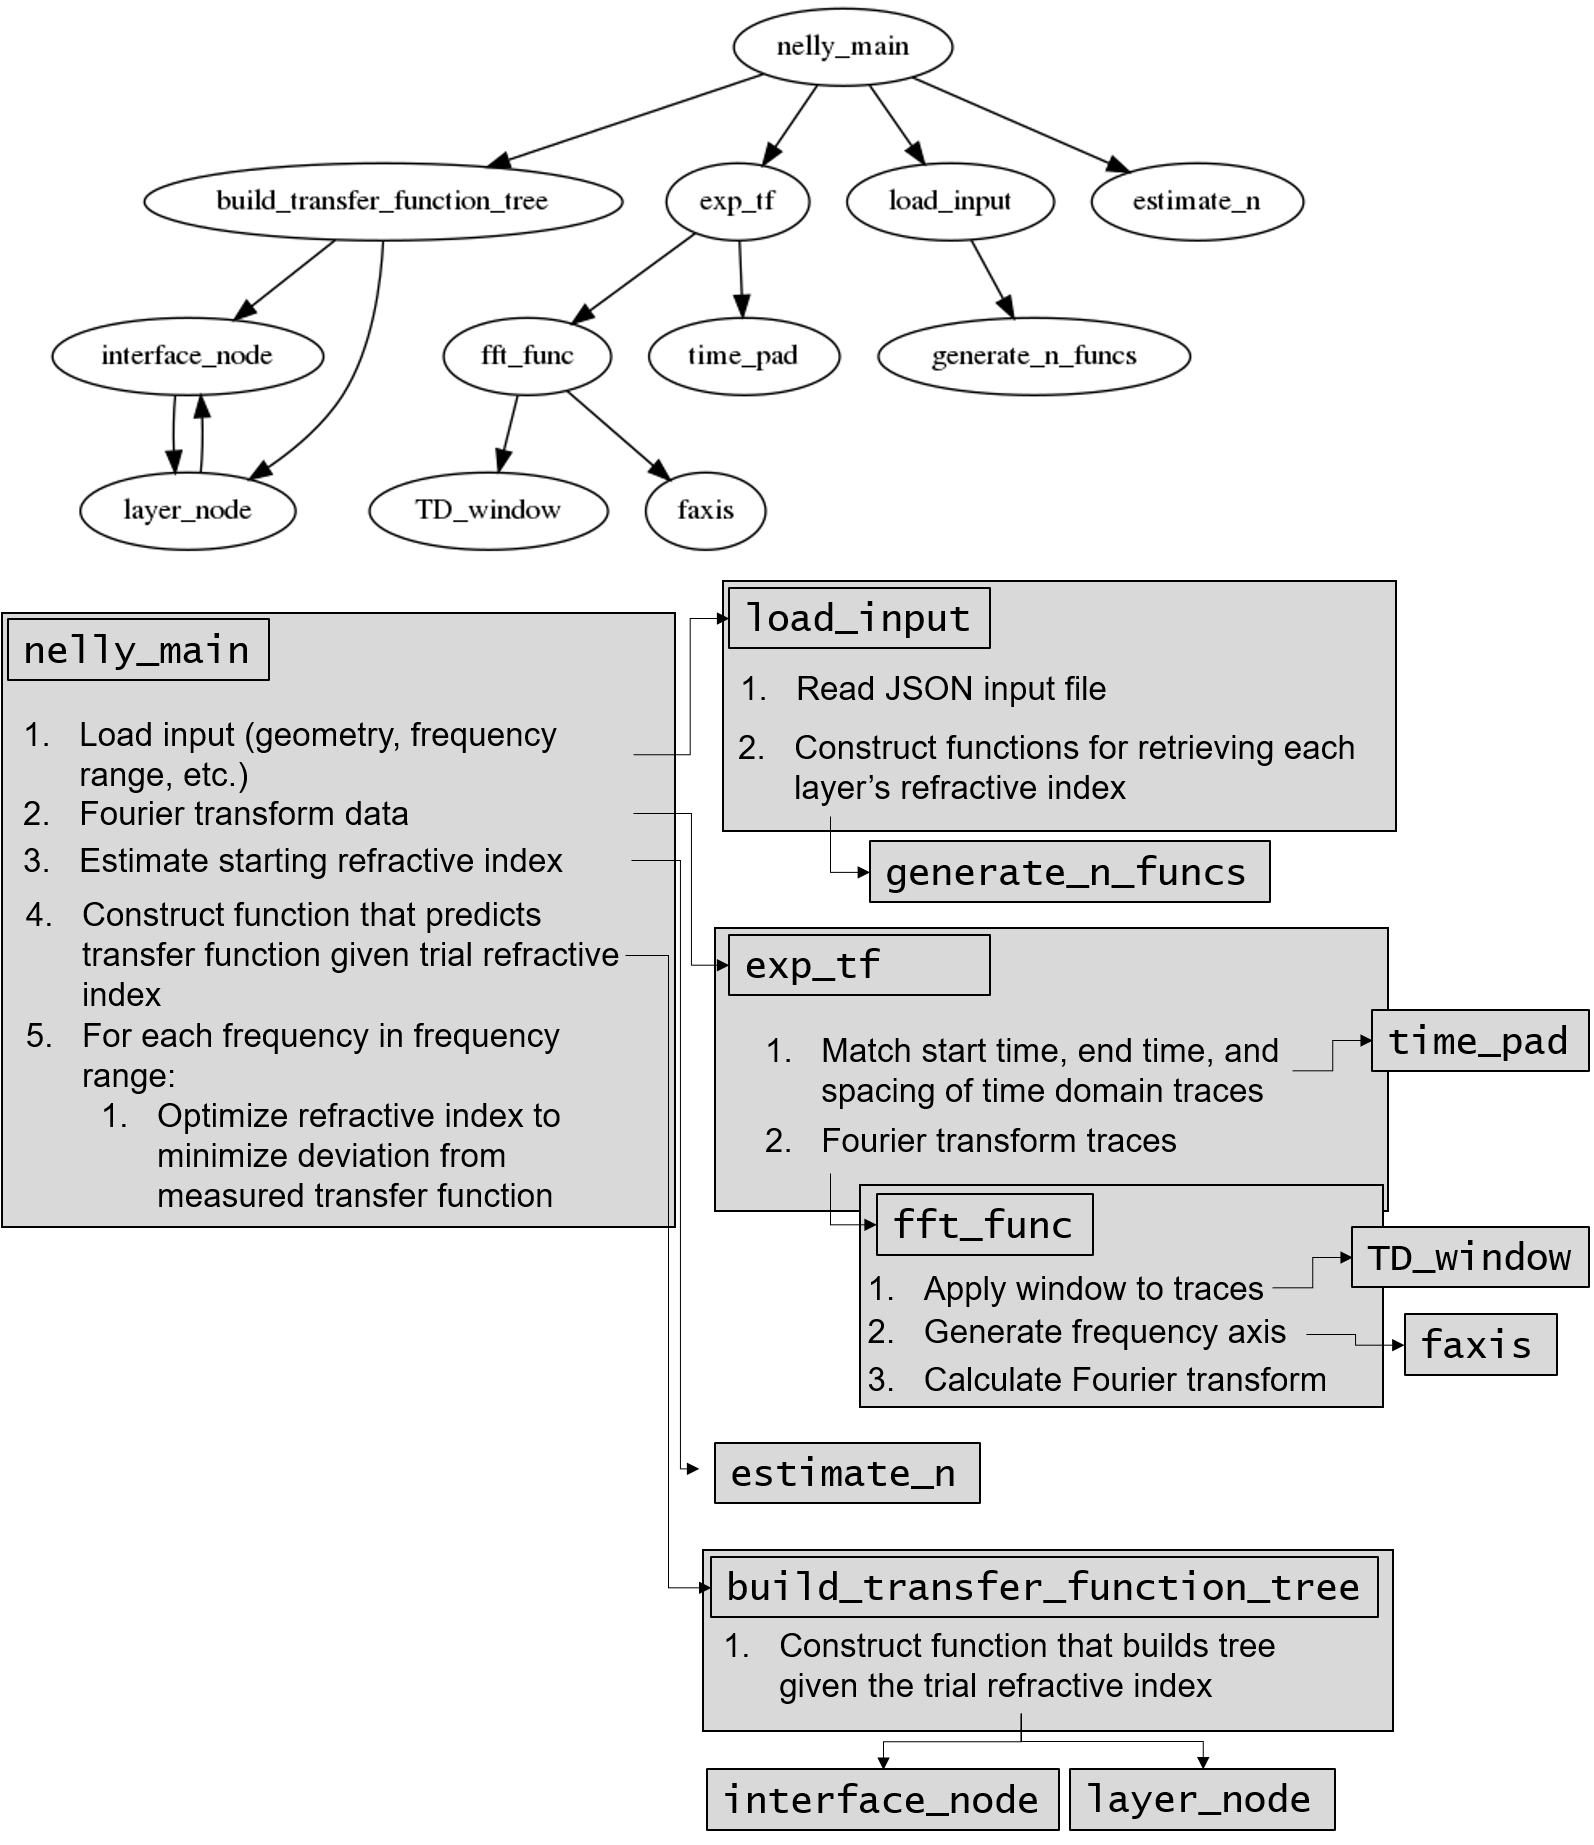 nelly_main
build_transfer_function_tree
exp_tf
load_input
estimate_n
interface_node
fft_func
time_pad
generate_n_funcs
layer_node
TD_window
faxis
nelly_main
1. Load input (geometry, frequency
range, etc.)
2. Fourier transform data
3. Estimate starting refractive index
4. Construct function that predicts
transfer function given trial refractive
index
5. For each frequency in frequency
range:
1. Optimize refractive index to
minimize deviation from
measured transfer function
load_input
1. Read JSON input file
2. Construct functions for retrieving each
layer’s refractive index
generate_n_funcs
exp_tf
1. Match start time, end time, and
spacing of time domain traces
time_pad
2. Fourier transform traces
fft_func
1. Apply window to traces
TD_window
2. Generate frequency axis
faxis
3. Calculate Fourier transform
estimate_n
build_transfer_function_tree
1. Construct function that builds tree
given the trial refractive index
interface_node
layer_node